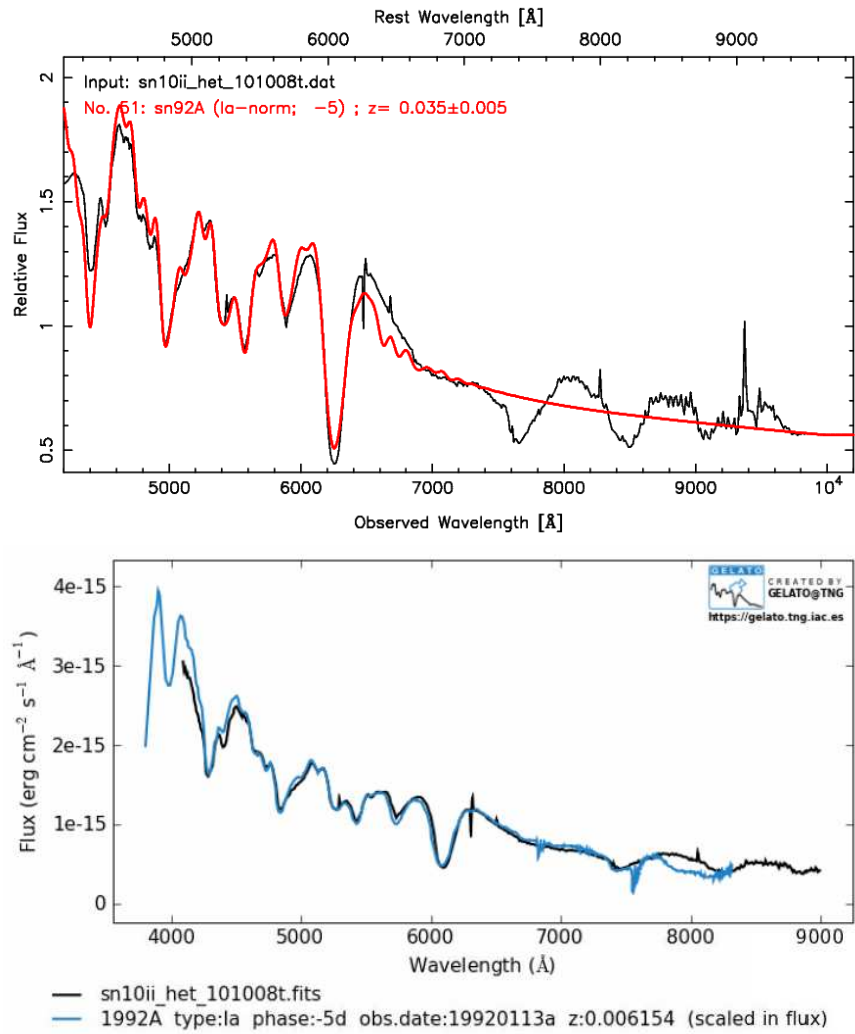 Rest Wavelength [Å]
5000 6000 7000 8000 9000
Input: sn10ii_het_101008t.dat
No. 51: sn92A (Ia-norm; -5) ; z= 0.035±0.005
2
1.5
1
0.5
Relative Flux
5000 6000 7000 8000 9000 10⁴
Observed Wavelength [Å]
GELATO
CREATED BY
GELATO@TNG
https://gelato.tng.iac.es
4e-15
3e-15
2e-15
1e-15
0
Flux (erg cm⁻² s⁻¹ Å⁻¹)
4000 5000 6000 7000 8000 9000
Wavelength (Å)
sn10ii_het_101008t.fits
1992A type:Ia phase:-5d obs.date:19920113a z:0.006154 (scaled in flux)